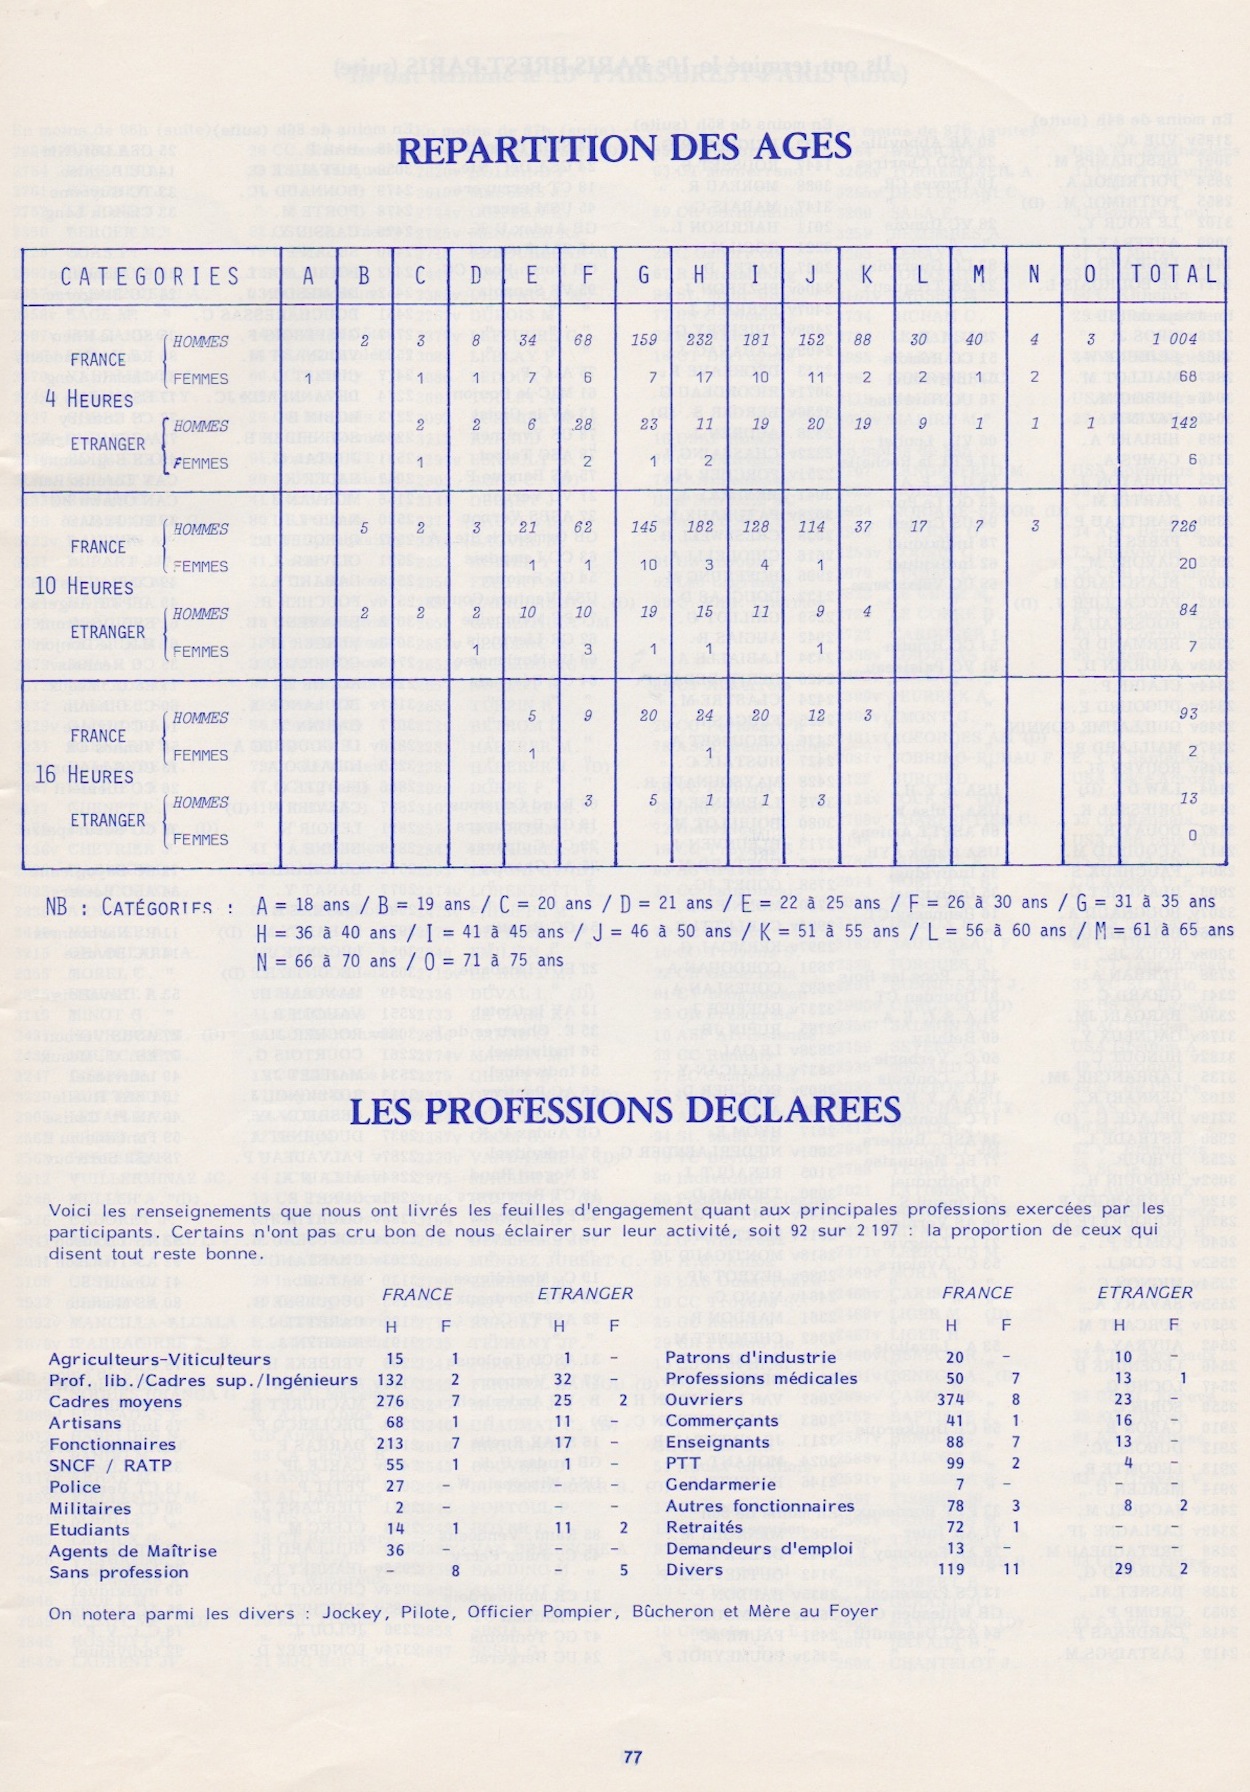 REPARTITION DES AGES
CATEGORIES A B C D E F G H I J K L M N O TOTAL
HOMMES 2 3 8 34 68 159 232 181 152 88 30 40 4 3 1 004
FRANCE
FEMMES 1 1 1 7 6 7 17 10 11 2 2 1 2 68
4 HEURES
HOMMES 2 2 6 28 23 11 19 20 19 9 1 1 1 142
ETRANGER
FEMMES 1 2 1 2 6
HOMMES 5 2 3 21 62 145 182 128 114 37 17 7 3 726
FRANCE
FEMMES 1 1 10 3 4 1 20
10 HEURES
HOMMES 2 2 2 10 10 19 15 11 9 4 84
ETRANGER
FEMMES 1 3 1 1 1 7
HOMMES 5 9 20 24 20 12 3 93
FRANCE
FEMMES 1 1 2
16 HEURES
HOMMES 3 5 1 1 3 13
ETRANGER
FEMMES 0
NB : CATÉGORIES : A = 18 ans / B = 19 ans / C = 20 ans / D = 21 ans / E = 22 à 25 ans / F = 26 à 30 ans / G = 31 à 35 ans
H = 36 à 40 ans / I = 41 à 45 ans / J = 46 à 50 ans / K = 51 à 55 ans / L = 56 à 60 ans / M = 61 à 65 ans
N = 66 à 70 ans / O = 71 à 75 ans
LES PROFESSIONS DECLAREES
Voici les renseignements que nous ont livrés les feuilles d'engagement quant aux principales professions exercées par les
participants. Certains n'ont pas cru bon de nous éclairer sur leur activité, soit 92 sur 2 197 : la proportion de ceux qui
disent tout reste bonne.
FRANCE ETRANGER
H F H F
Agriculteurs-Viticulteurs 15 1 1 -
Prof. lib./Cadres sup./Ingénieurs 132 2 32 -
Cadres moyens 276 7 25 2
Artisans 68 1 11 -
Fonctionnaires 213 7 17 -
SNCF / RATP 55 1 1 -
Police 27 - - -
Militaires 2 - - -
Etudiants 14 1 11 2
Agents de Maîtrise 36 - - -
Sans profession - 8 - 5
FRANCE ETRANGER
H F H F
Patrons d'industrie 20 - 10 -
Professions médicales 50 7 13 1
Ouvriers 374 8 23 -
Commerçants 41 1 16 -
Enseignants 88 7 13 -
PTT 99 2 4 -
Gendarmerie 7 - - -
Autres fonctionnaires 78 3 8 2
Retraités 72 1 - -
Demandeurs d'emploi 13 - - -
Divers 119 11 29 2
On notera parmi les divers : Jockey, Pilote, Officier Pompier, Bûcheron et Mère au Foyer
77